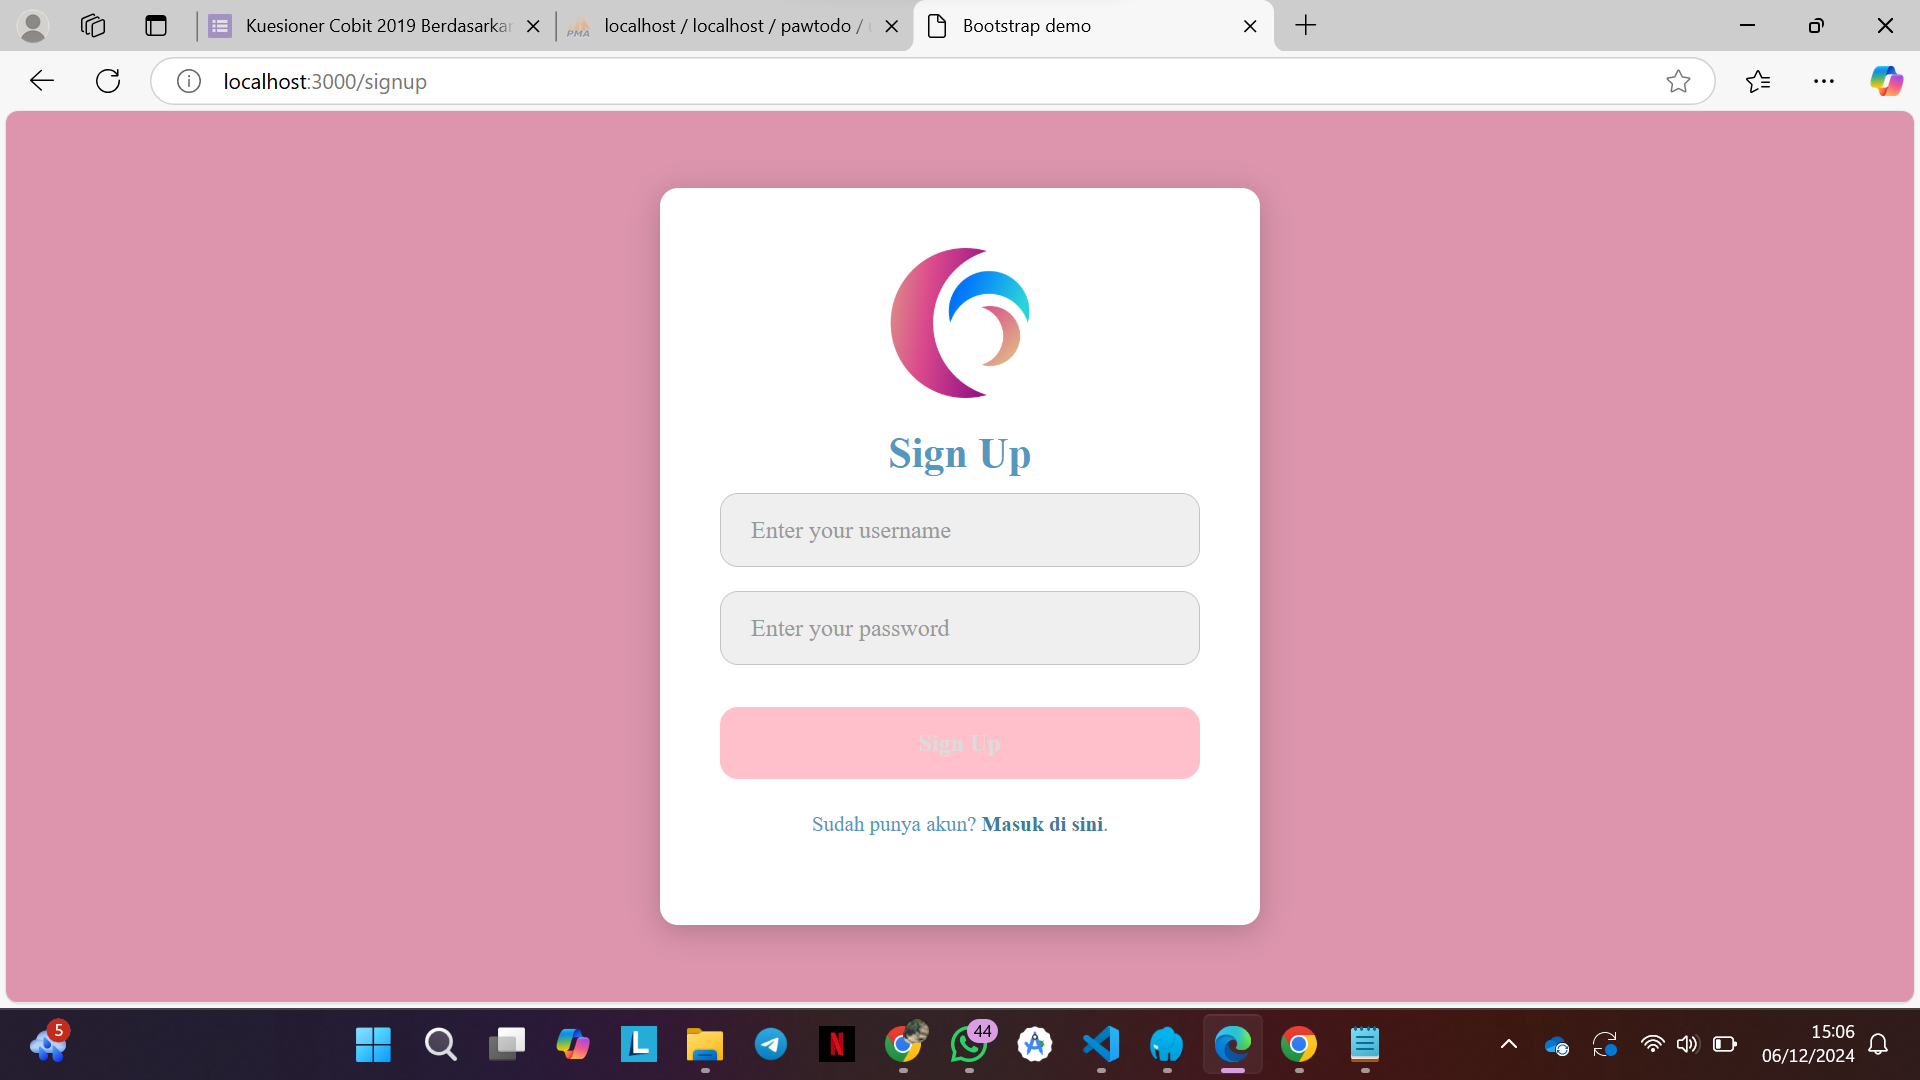 Kuesioner Cobit 2019 Berdasarkan
localhost / localhost / pawtodo /
Bootstrap demo
localhost:3000/signup
Sign Up
Enter your username
Enter your password
Sign Up
Sudah punya akun? Masuk di sini.
5
L
N
44
15:06
06/12/2024